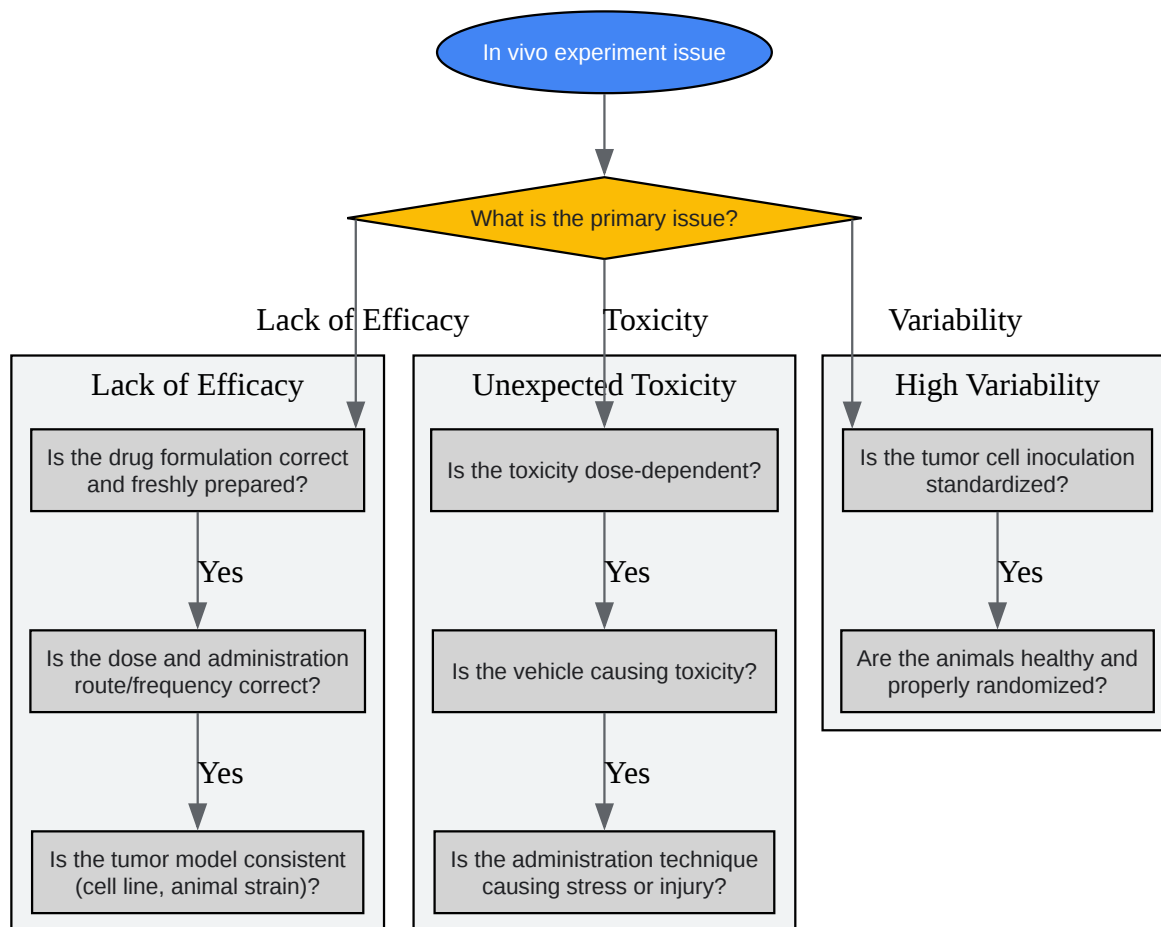 In vivo experiment issue
What is the primary issue?
Lack of Efficacy
Toxicity
Variability
Lack of Efficacy
Is the drug formulation correct
and freshly prepared?
Yes
Is the dose and administration
route/frequency correct?
Yes
Is the tumor model consistent
(cell line, animal strain)?
Unexpected Toxicity
Is the toxicity dose-dependent?
Yes
Is the vehicle causing toxicity?
Yes
Is the administration technique
causing stress or injury?
High Variability
Is the tumor cell inoculation
standardized?
Yes
Are the animals healthy and
properly randomized?